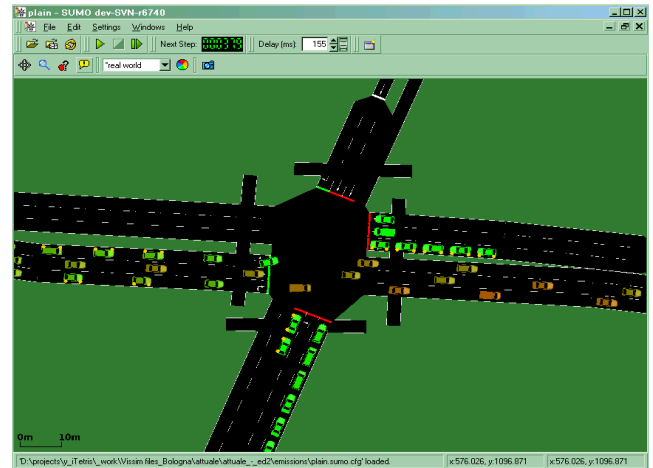 plain - SUMO dev-SVN-r6740
File Edit Settings Windows Help
Next Step: 000379 Delay (ms): 155
"real world
0m 10m
'D:\projects\y_iTetris\_work\Vissim files_Bologna\attuale\attuale_-_ed2\emissions\plain.sumo.cfg' loaded. x:576.026, y:1096.871 x:576.026, y:1096.871